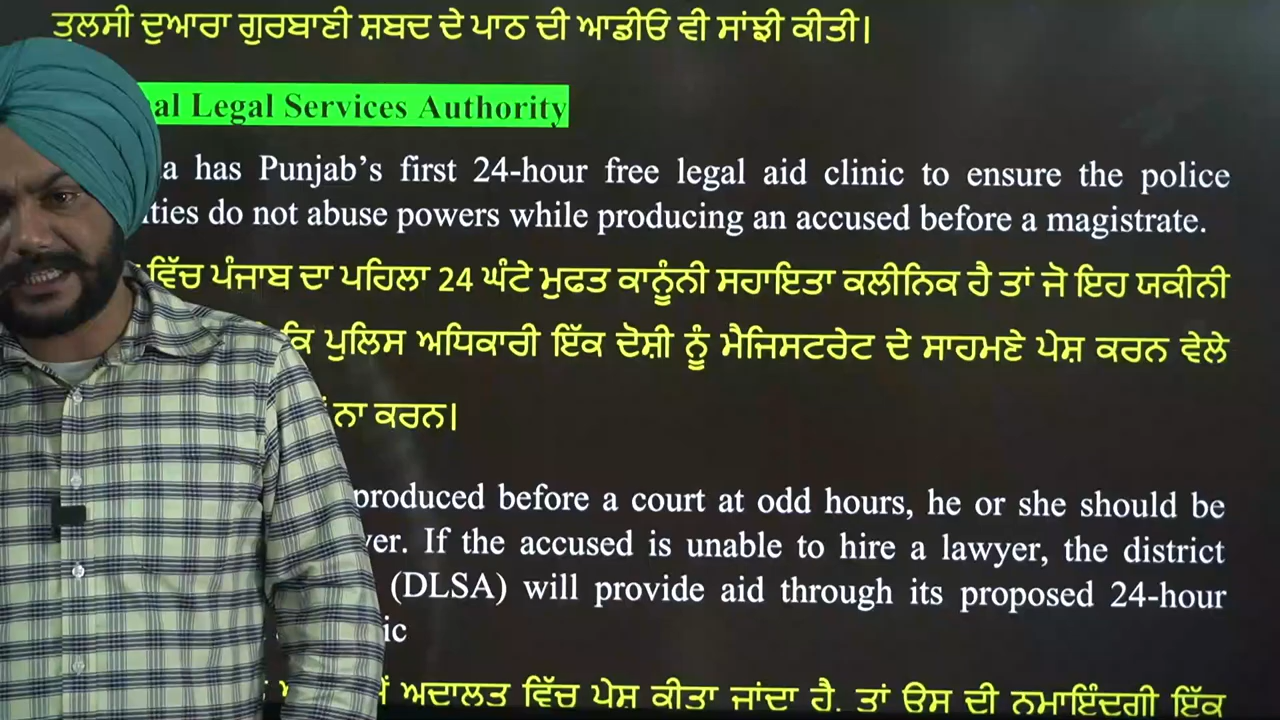 ਤੁਲਸੀ ਦੁਆਰਾ ਗੁਰਬਾਣੀ ਸ਼ਬਦ ਦੇ ਪਾਠ ਦੀ ਆਡੀਓ ਵੀ ਸਾਂਝੀ ਕੀਤੀ।
Legal Services Authority
has Punjab’s first 24-hour free legal aid clinic to ensure the police
do not abuse powers while producing an accused before a magistrate.
ਵਿੱਚ ਪੰਜਾਬ ਦਾ ਪਹਿਲਾ 24 ਘੰਟੇ ਮੁਫਤ ਕਾਨੂੰਨੀ ਸਹਾਇਤਾ ਕਲੀਨਿਕ ਹੈ ਤਾਂ ਜੋ ਇਹ ਯਕੀਨੀ
ਕਿ ਪੁਲਿਸ ਅਧਿਕਾਰੀ ਇੱਕ ਦੋਸ਼ੀ ਨੂੰ ਮੈਜਿਸਟਰੇਟ ਦੇ ਸਾਹਮਣੇ ਪੇਸ਼ ਕਰਨ ਵੇਲੇ
ਨਾ ਕਰਨ।
produced before a court at odd hours, he or she should be
If the accused is unable to hire a lawyer, the district
(DLSA) will provide aid through its proposed 24-hour
ਅਦਾਲਤ ਵਿੱਚ ਪੇਸ਼ ਕੀਤਾ ਜਾਂਦਾ ਹੈ, ਤਾਂ ਉਸ ਦੀ ਨੁਮਾਇੰਦਗੀ ਇੱਕ